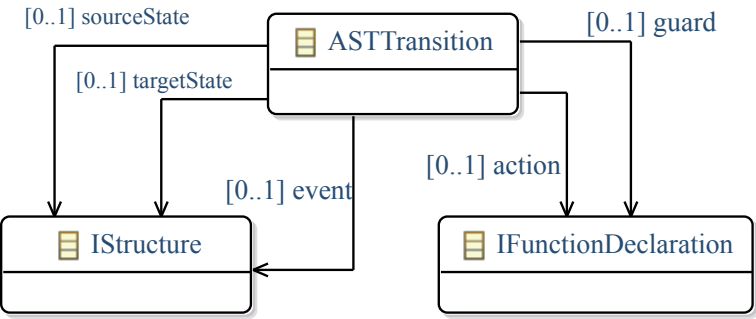 [0..1] sourceState
ASTTransition
[0..1] guard
[0..1] targetState
[0..1] event
[0..1] action
IStructure
IFunctionDeclaration